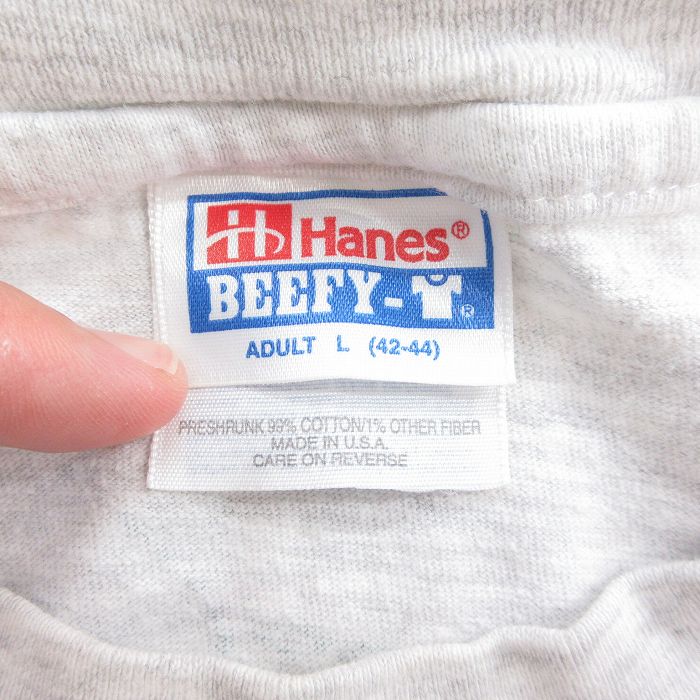 Hanes®
BEEFY-T®
ADULT L (42-44)
PRESHRUNK 99% COTTON/1% OTHER FIBER
MADE IN U.S.A.
CARE ON REVERSE